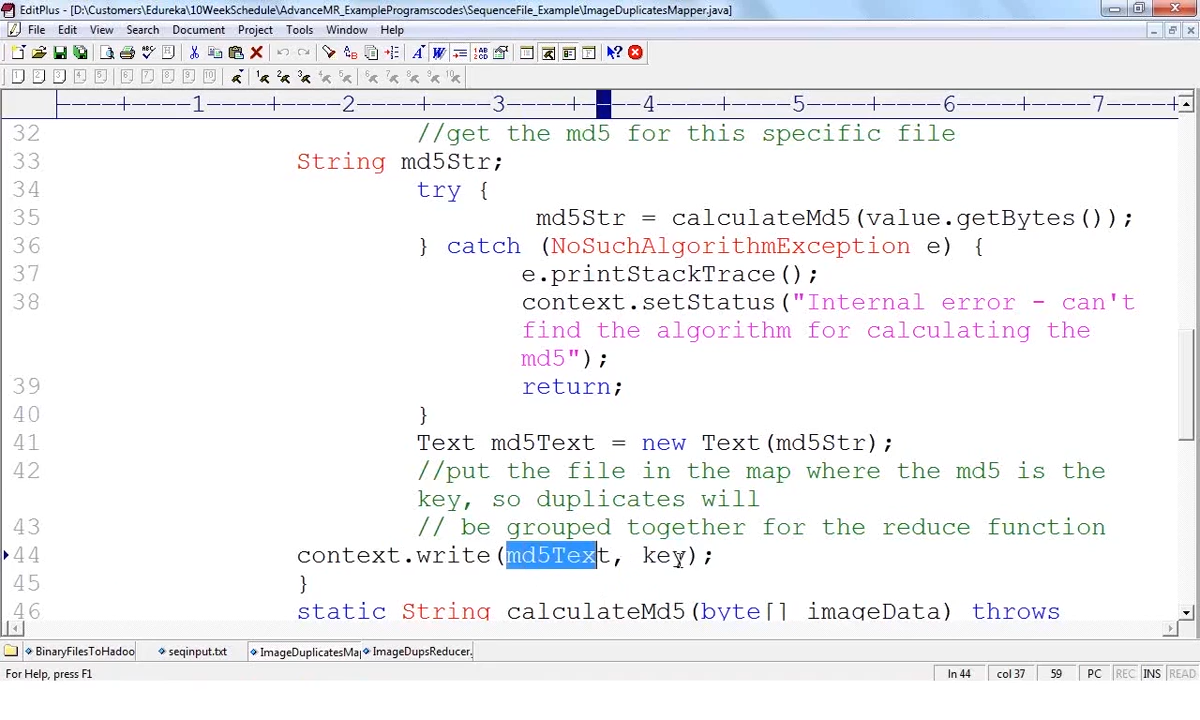 EditPlus - [D:\Customers\Edureka\10WeekSchedule\AdvanceMR_ExampleProgramscodes\SequenceFile_Example\ImageDuplicatesMapper.java]
File Edit View Search Document Project Tools Window Help
----+----1----+----2----+----3----+----4----+----5----+----6----+----7----+
32 //get the md5 for this specific file
33 String md5Str;
34 try {
35 md5Str = calculateMd5(value.getBytes());
36 } catch (NoSuchAlgorithmException e) {
37 e.printStackTrace();
38 context.setStatus("Internal error - can't
find the algorithm for calculating the
md5");
39 return;
40 }
41 Text md5Text = new Text(md5Str);
42 //put the file in the map where the md5 is the
key, so duplicates will
43 // be grouped together for the reduce function
44 context.write(md5Text, key);
45 }
46 static String calculateMd5(byte[] imageData) throws
BinaryFilesToHadoo seqinput.txt ImageDuplicatesMa ImageDupsReducer.
For Help, press F1 ln 44 col 37 59 PC REC INS READ